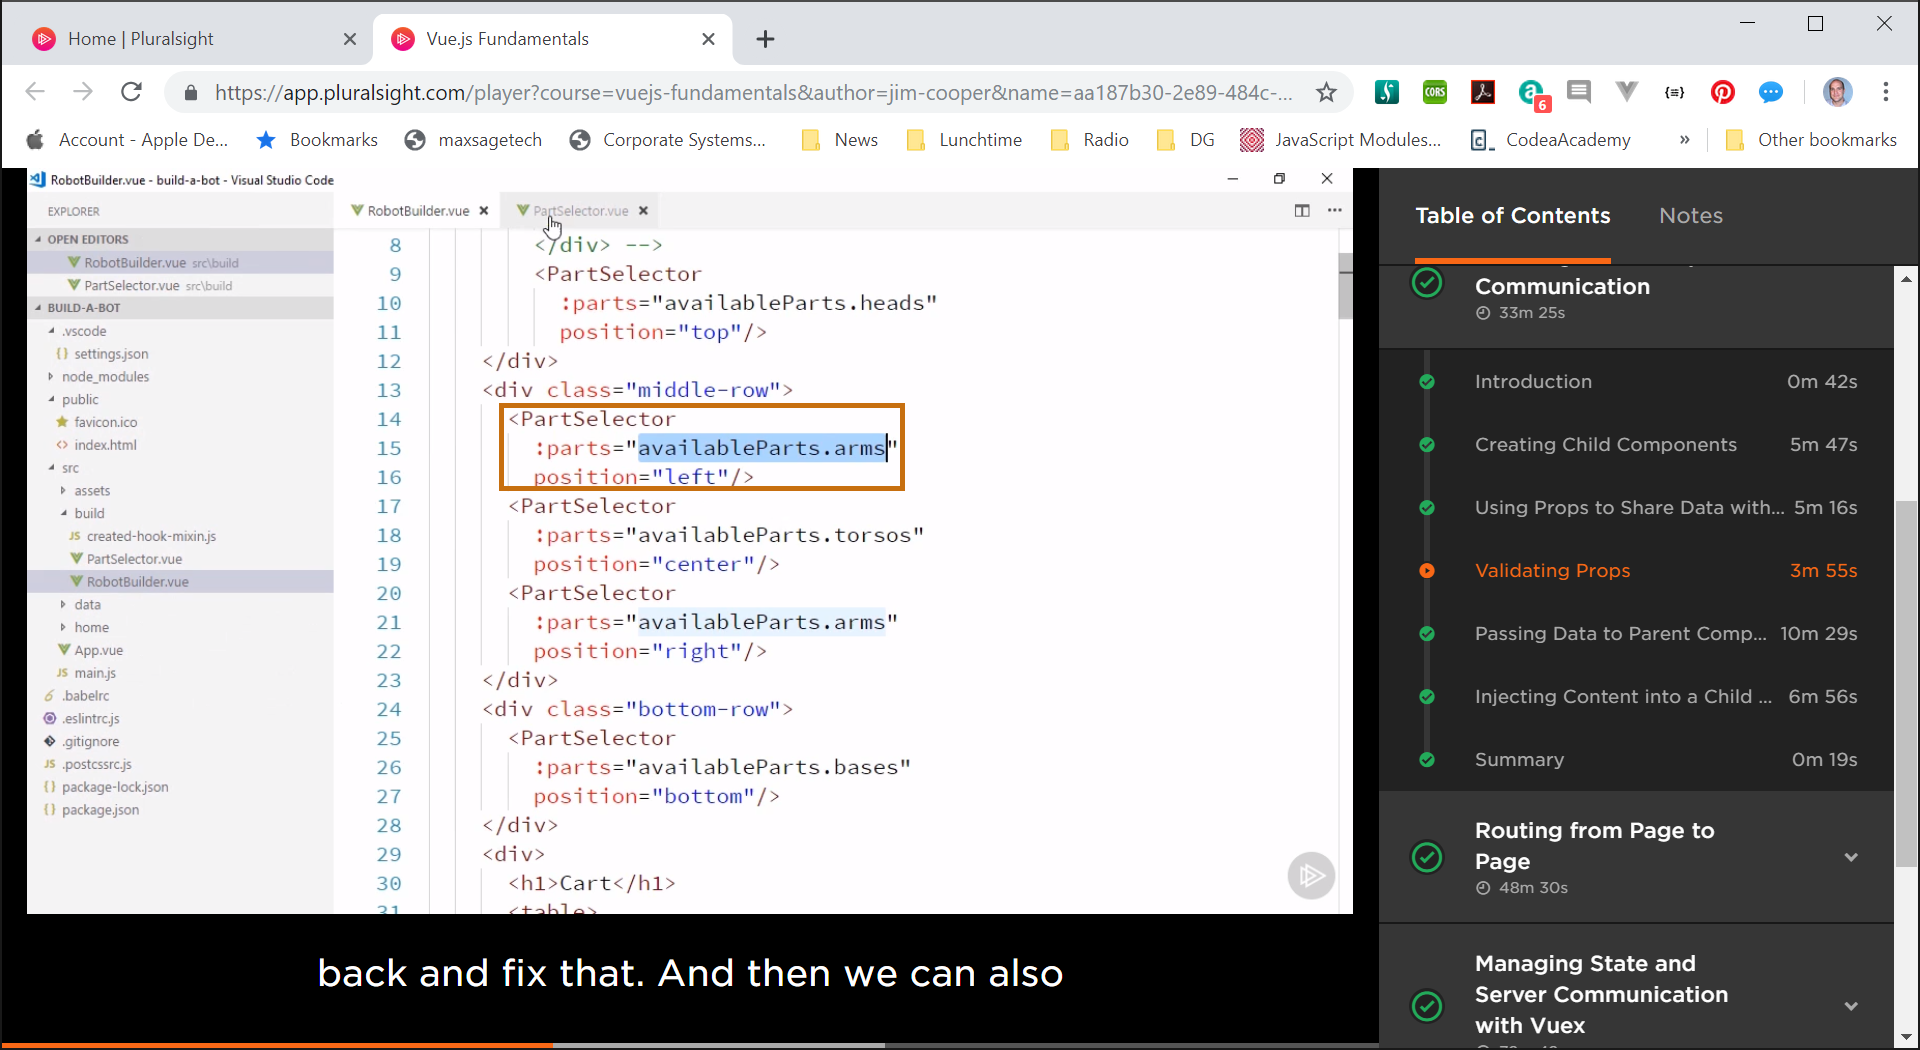 Home | Pluralsight
Vue.js Fundamentals
https://app.pluralsight.com/player?course=vuejs-fundamentals&author=jim-cooper&name=aa187b30-2e89-484c-...
CORS
6
{≡}
Account - Apple De...
Bookmarks
maxsagetech
Corporate Systems...
News
Lunchtime
Radio
DG
JavaScript Modules...
CodeaAcademy
»
Other bookmarks
RobotBuilder.vue - build-a-bot - Visual Studio Code
EXPLORER
OPEN EDITORS
RobotBuilder.vue src\build
PartSelector.vue src\build
BUILD-A-BOT
.vscode
{} settings.json
node_modules
public
favicon.ico
<> index.html
src
assets
build
JS created-hook-mixin.js
PartSelector.vue
RobotBuilder.vue
data
home
App.vue
JS main.js
.babelrc
.eslintrc.js
.gitignore
JS .postcssrc.js
{} package-lock.json
{} package.json
RobotBuilder.vue
PartSelector.vue
8 </div> -->
9 <PartSelector
10 :parts="availableParts.heads"
11 position="top"/>
12 </div>
13 <div class="middle-row">
14 <PartSelector
15 :parts="availableParts.arms"
16 position="left"/>
17 <PartSelector
18 :parts="availableParts.torsos"
19 position="center"/>
20 <PartSelector
21 :parts="availableParts.arms"
22 position="right"/>
23 </div>
24 <div class="bottom-row">
25 <PartSelector
26 :parts="availableParts.bases"
27 position="bottom"/>
28 </div>
29 <div>
30 <h1>Cart</h1>
31 <table>
back and fix that. And then we can also
Table of Contents
Notes
Communication
33m 25s
Introduction 0m 42s
Creating Child Components 5m 47s
Using Props to Share Data with... 5m 16s
Validating Props 3m 55s
Passing Data to Parent Comp... 10m 29s
Injecting Content into a Child ... 6m 56s
Summary 0m 19s
Routing from Page to
Page
48m 30s
Managing State and
Server Communication
with Vuex